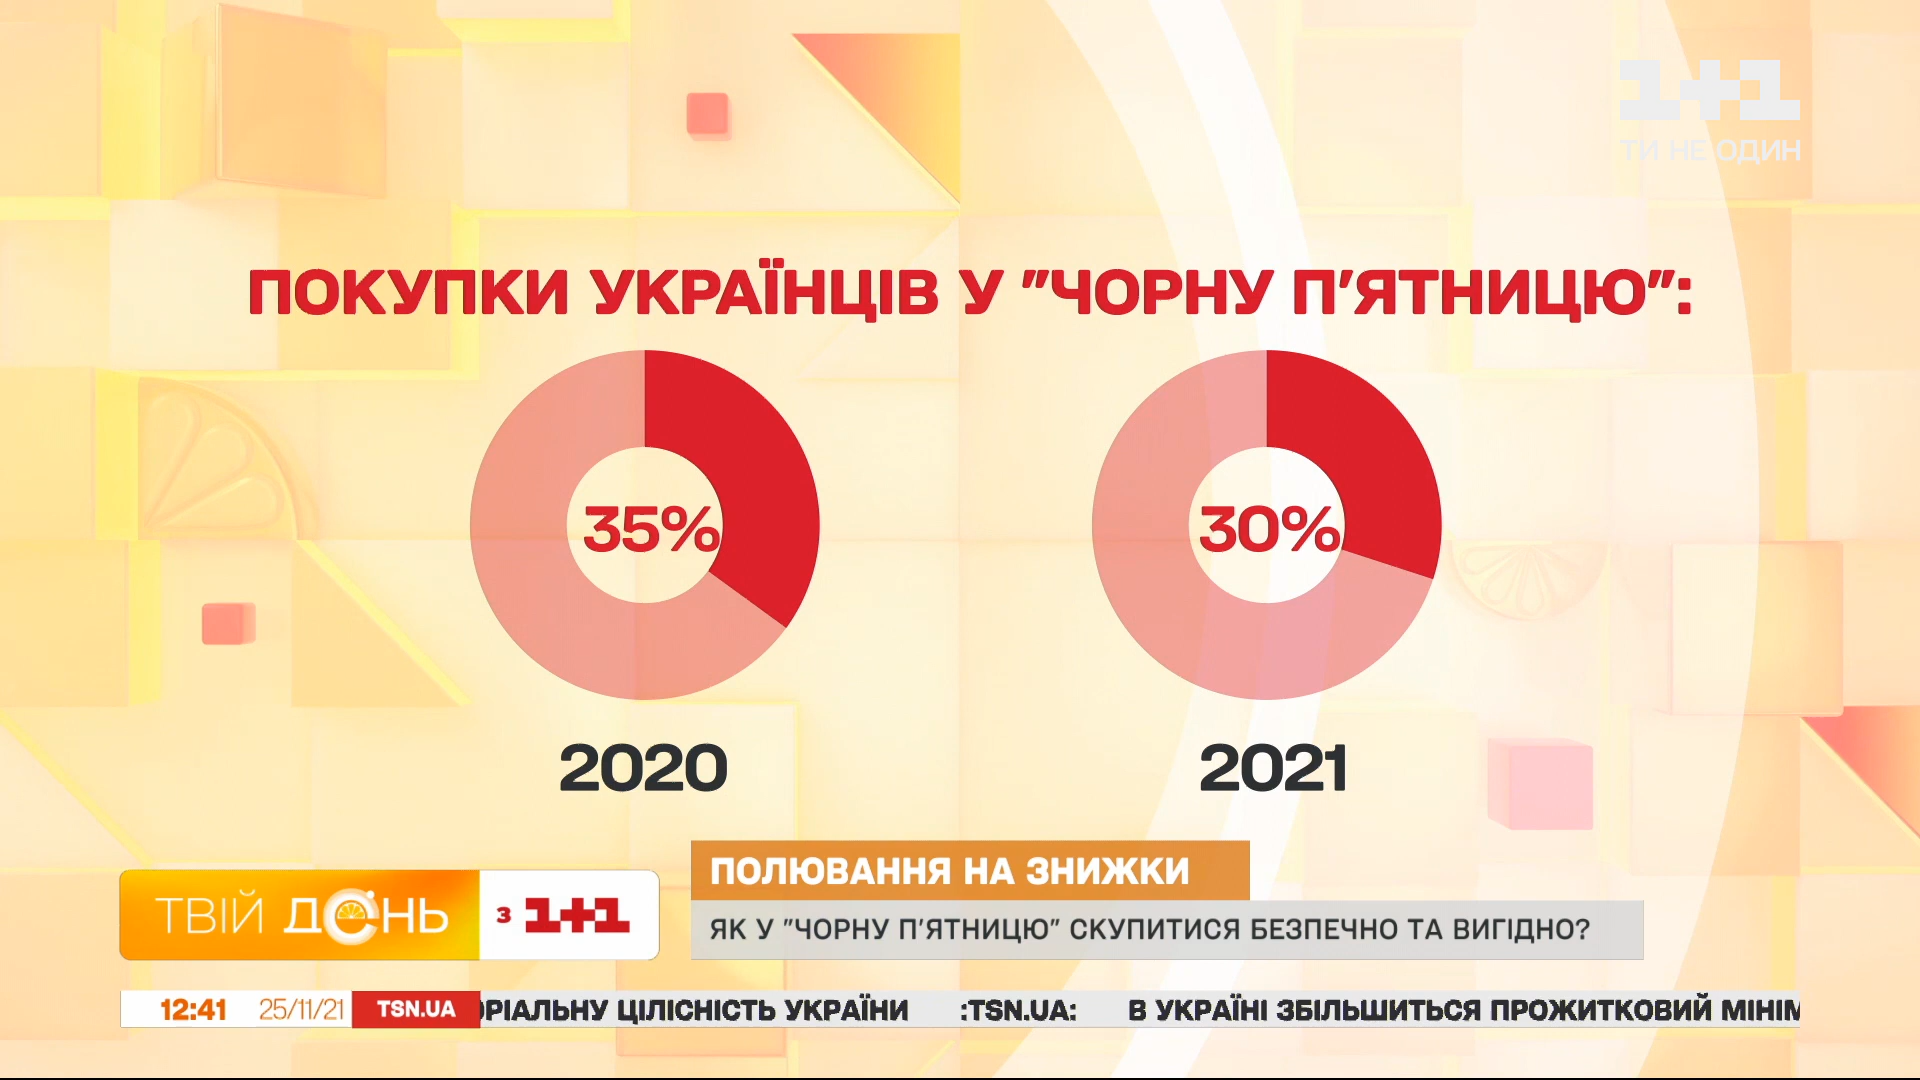 1+1
ТИ НЕ ОДИН
ПОКУПКИ УКРАЇНЦІВ У "ЧОРНУ П'ЯТНИЦЮ":
35%
30%
2020
2021
ПОЛЮВАННЯ НА ЗНИЖКИ
ТВІЙ ДЕНЬ З 1+1
ЯК У "ЧОРНУ П'ЯТНИЦЮ" СКУПИТИСЯ БЕЗПЕЧНО ТА ВИГІДНО?
12:41 25/11/21 TSN.UA ОРІАЛЬНУ ЦІЛІСНІСТЬ УКРАЇНИ :TSN.UA: В УКРАЇНІ ЗБІЛЬШИТЬСЯ ПРОЖИТКОВИЙ МІНІМ